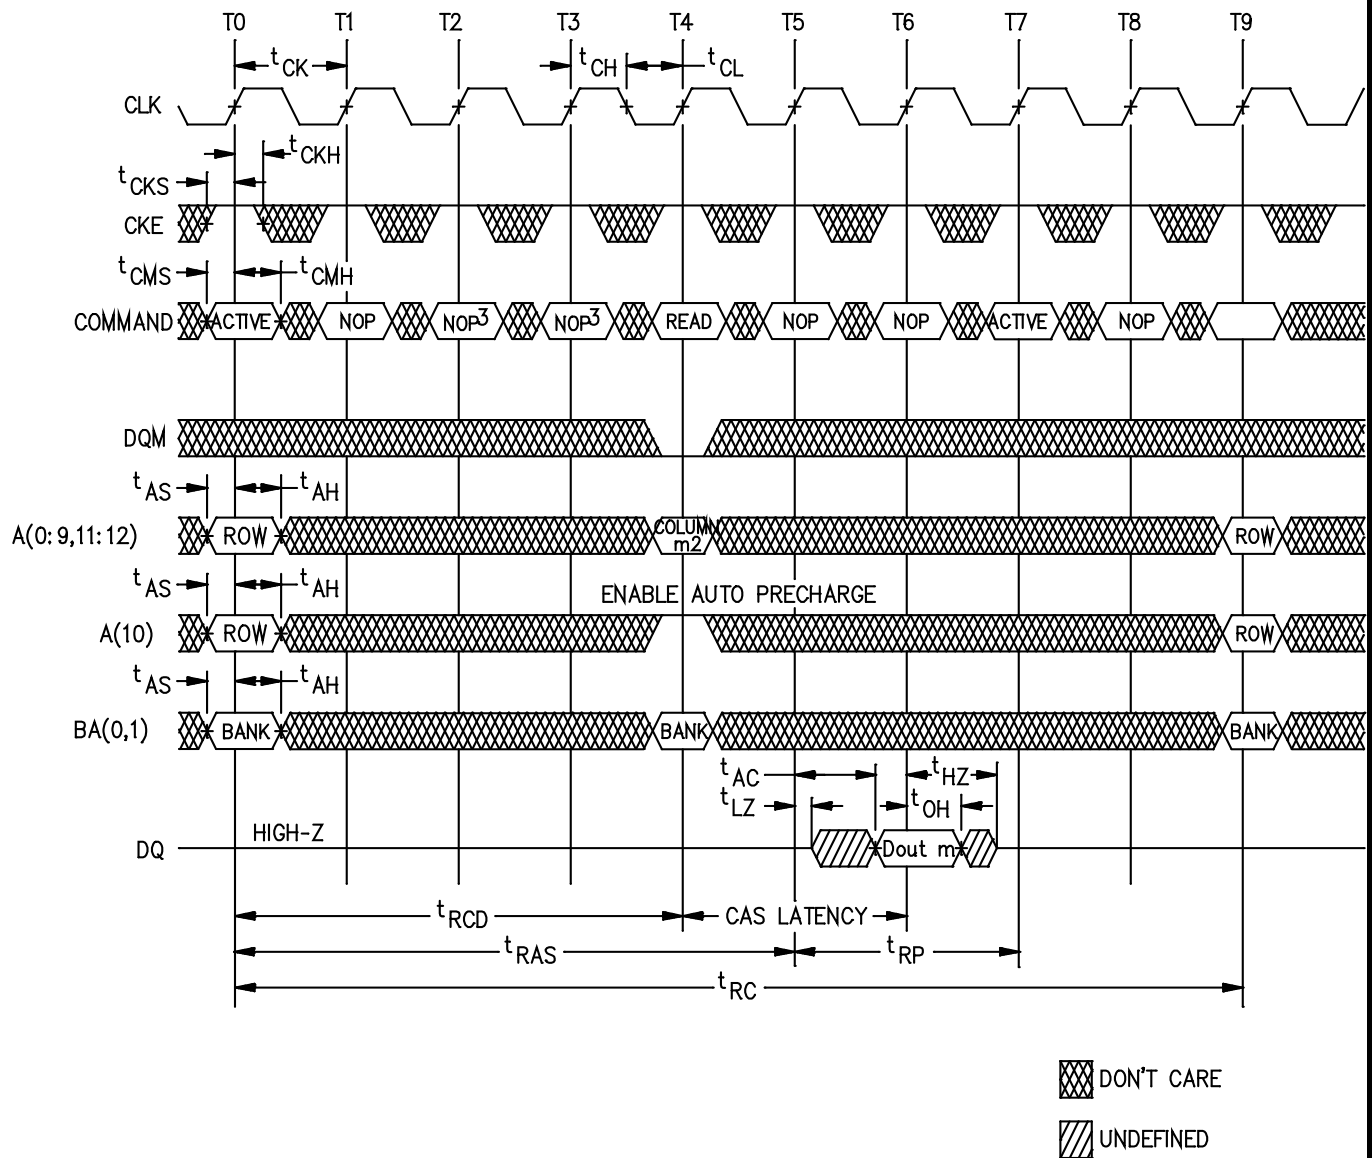 T0 T1 T2 T3 T4 T5 T6 T7 T8 T9
tCK tCH tCL
CLK
tCKH
tCKS
CKE
tCMS tCMH
COMMAND ACTIVE NOP NOP3 NOP3 READ NOP NOP ACTIVE NOP
DQM
tAS tAH
A(0:9,11:12) ROW COLUMN m2 ROW
tAS tAH ENABLE AUTO PRECHARGE
A(10) ROW ROW
tAS tAH
BA(0,1) BANK BANK BANK
tAC tHZ
tLZ tOH
HIGH-Z
DQ Dout m
tRCD CAS LATENCY
tRAS tRP
tRC
DON'T CARE
UNDEFINED